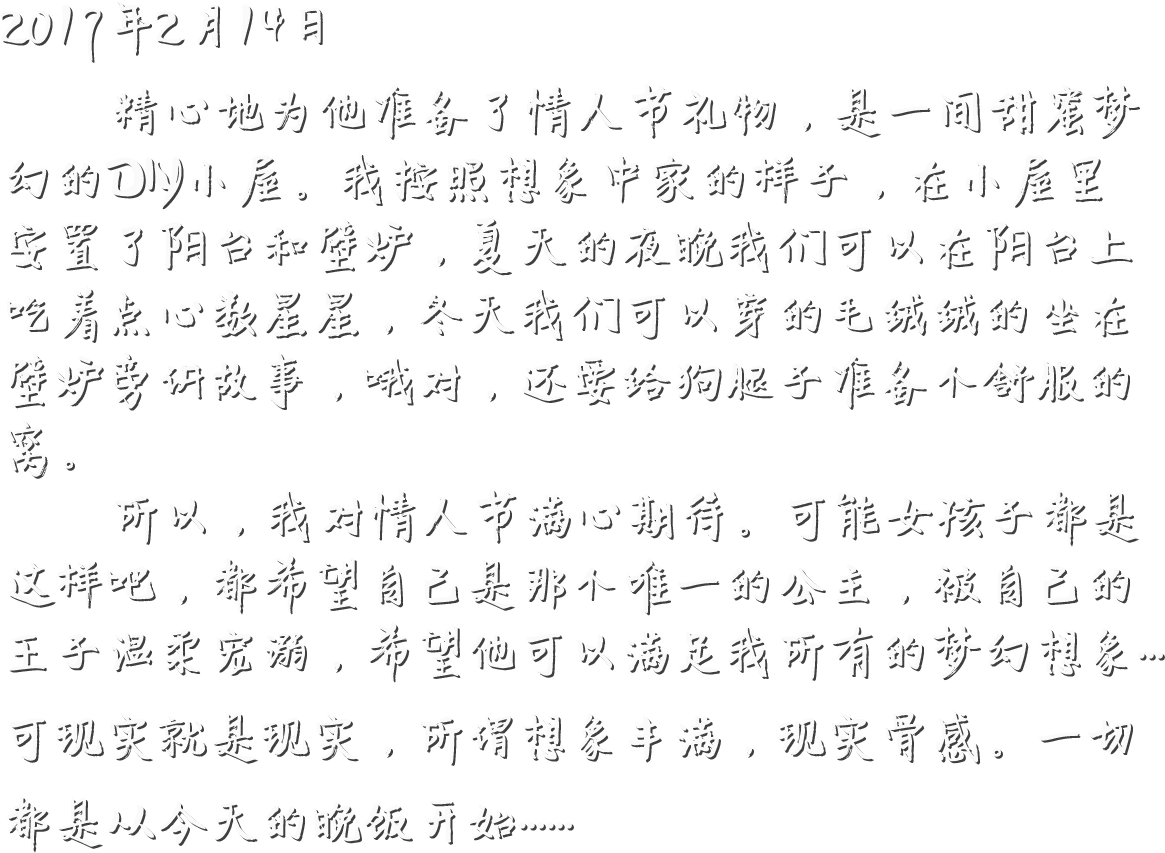 2019年2月14日
精心地为他准备了情人节礼物，是一间甜蜜梦
幻的DIY小屋。我按照想象中家的样子，在小屋里
安置了阳台和壁炉，夏天的夜晚我们可以在阳台上
吃着点心数星星，冬天我们可以穿的毛绒绒的坐在
壁炉旁讲故事，哦对，还要给狗腿子准备个舒服的
窝。
所以，我对情人节满心期待。可能女孩子都是
这样吧，都希望自己是那个唯一的公主，被自己的
王子温柔宠溺，希望他可以满足我所有的梦幻想象…
可现实就是现实，所谓想象丰满，现实骨感。一切
都是从今天的晚饭开始……